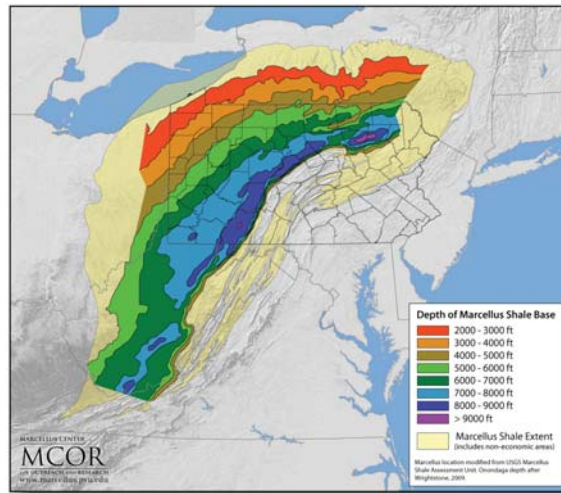 Depth of Marcellus Shale Base
2000 - 3000 ft
3000 - 4000 ft
4000 - 5000 ft
5000 - 6000 ft
6000 - 7000 ft
7000 - 8000 ft
8000 - 9000 ft
> 9000 ft
Marcellus Shale Extent
(includes non-economic areas)
Marcellus location modified from USGS Marcellus
Shale Assessment Unit. Onondaga depth after
Wrightstone, 2009.
MARCELLUS CENTER
MCOR
for OUTREACH AND RESEARCH
www.marcellus.psu.edu